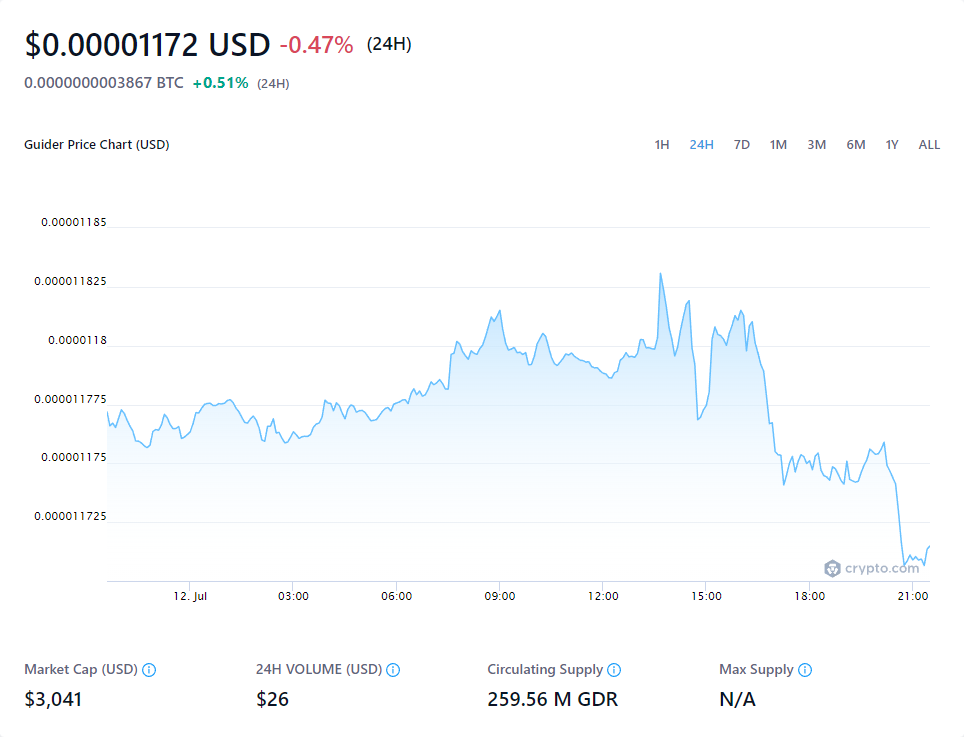 $0.00001172 USD -0.47% (24H)
0.0000000003867 BTC +0.51% (24H)
Guider Price Chart (USD) 1H 24H 7D 1M 3M 6M 1Y ALL
0.00001185
0.000011825
0.0000118
0.000011775
0.00001175
0.000011725
crypto.com
12. Jul 03:00 06:00 09:00 12:00 15:00 18:00 21:00
Market Cap (USD) 24H VOLUME (USD) Circulating Supply Max Supply
$3,041 $26 259.56 M GDR N/A